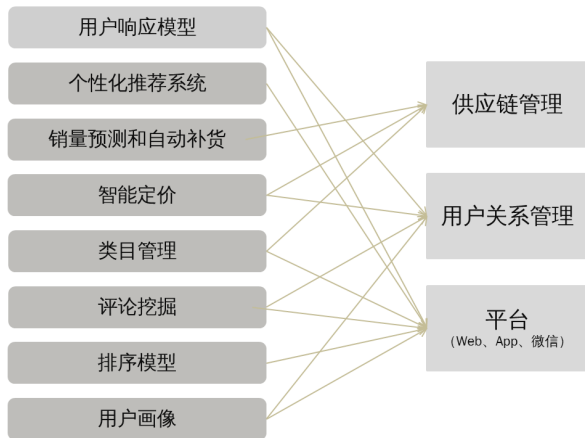 用户响应模型
个性化推荐系统
销量预测和自动补货
智能定价
类目管理
评论挖掘
排序模型
用户画像
供应链管理
用户关系管理
平台
（Web、App、微信）